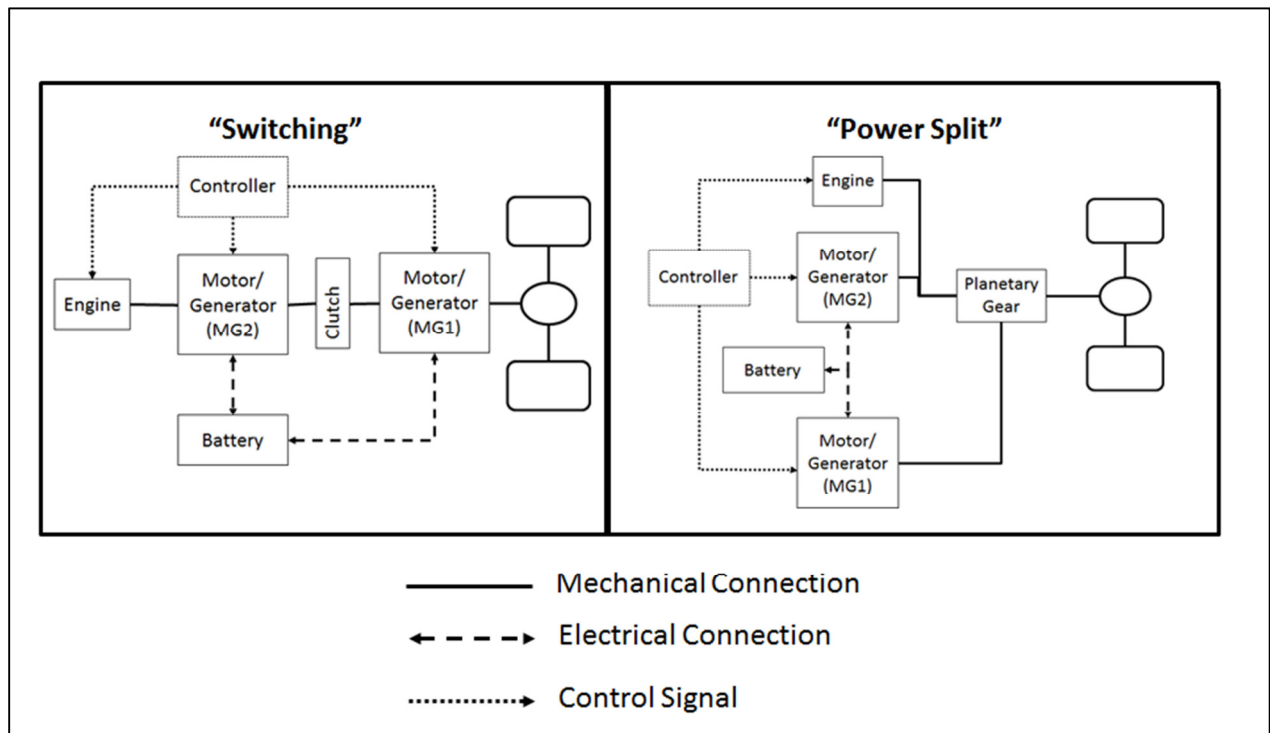 “Switching”
Controller
Engine
Motor/
Generator
(MG2)
Clutch
Motor/
Generator
(MG1)
Battery
“Power Split”
Engine
Controller
Motor/
Generator
(MG2)
Planetary
Gear
Battery
Motor/
Generator
(MG1)
Mechanical Connection
Electrical Connection
Control Signal